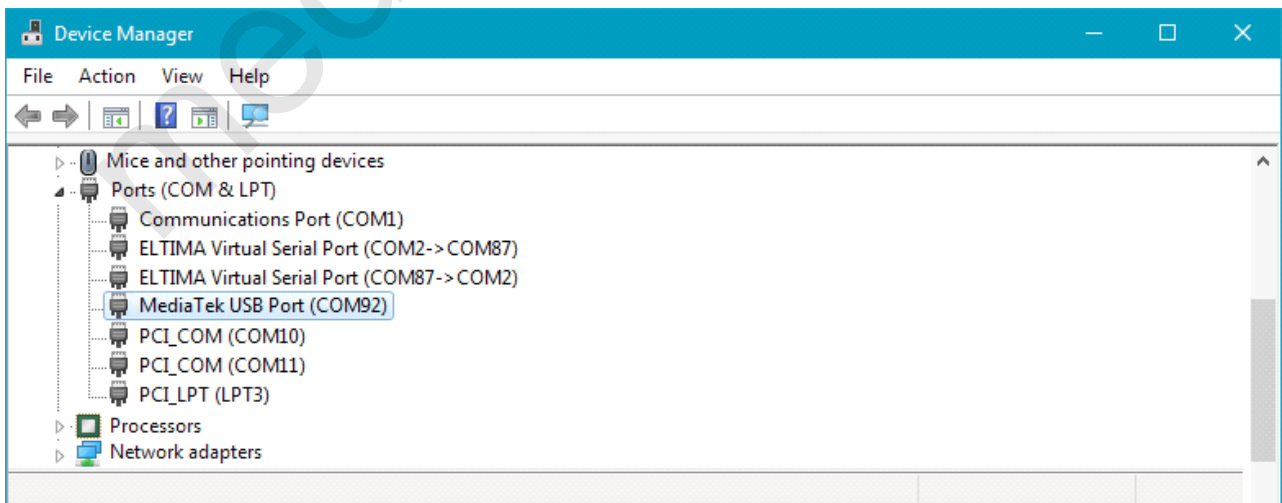 Device Manager
File Action View Help
Mice and other pointing devices
Ports (COM & LPT)
Communications Port (COM1)
ELTIMA Virtual Serial Port (COM2->COM87)
ELTIMA Virtual Serial Port (COM87->COM2)
MediaTek USB Port (COM92)
PCI_COM (COM10)
PCI_COM (COM11)
PCI_LPT (LPT3)
Processors
Network adapters